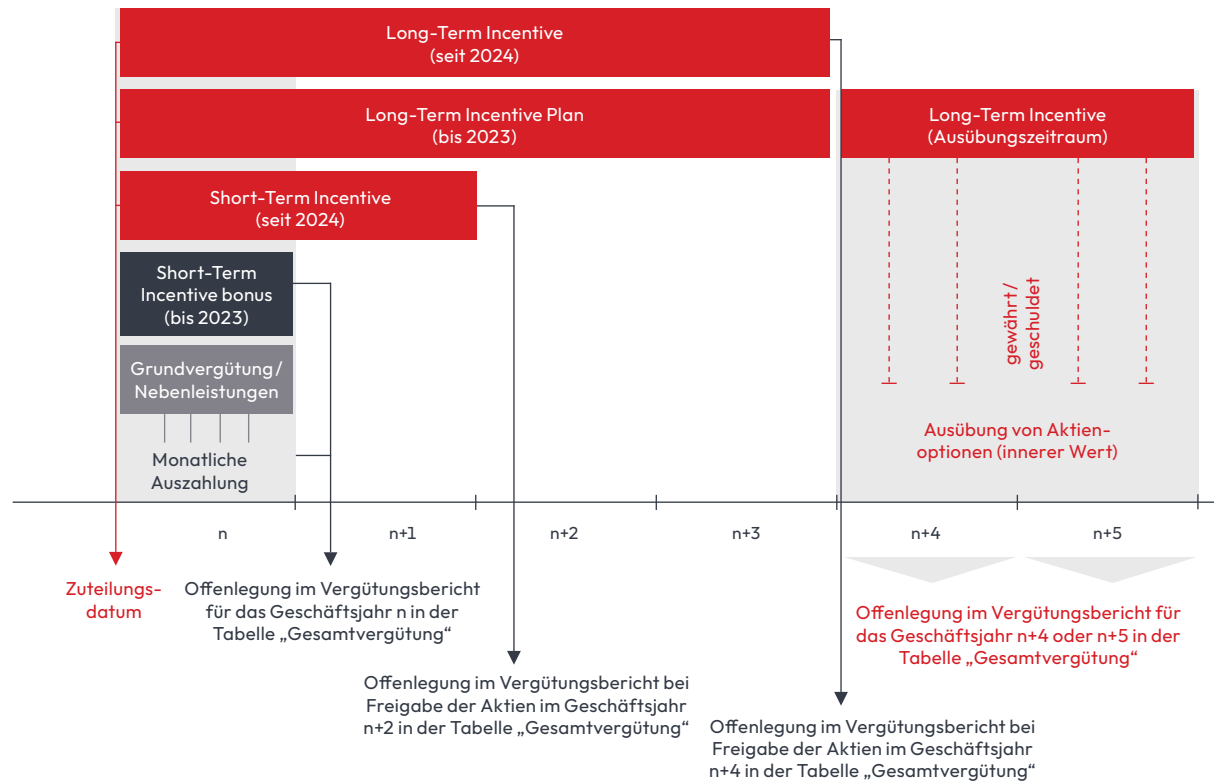 Long-Term Incentive
(seit 2024)
Long-Term Incentive Plan
(bis 2023)
Long-Term Incentive
(Ausübungszeitraum)
Short-Term Incentive
(seit 2024)
Short-Term
Incentive bonus
(bis 2023)
gewährt/
geschuldet
Grundvergütung/
Nebenleistungen
Monatliche
Auszahlung
Ausübung von Aktien-
optionen (innerer Wert)
n
n+1
n+2
n+3
n+4
n+5
Zuteilungs-
datum
Offenlegung im Vergütungsbericht
für das Geschäftsjahr n in der
Tabelle „Gesamtvergütung“
Offenlegung im Vergütungsbericht bei
Freigabe der Aktien im Geschäftsjahr
n+2 in der Tabelle „Gesamtvergütung“
Offenlegung im Vergütungsbericht bei
Freigabe der Aktien im Geschäftsjahr
n+4 in der Tabelle „Gesamtvergütung“
Offenlegung im Vergütungsbericht für
das Geschäftsjahr n+4 oder n+5 in der
Tabelle „Gesamtvergütung“